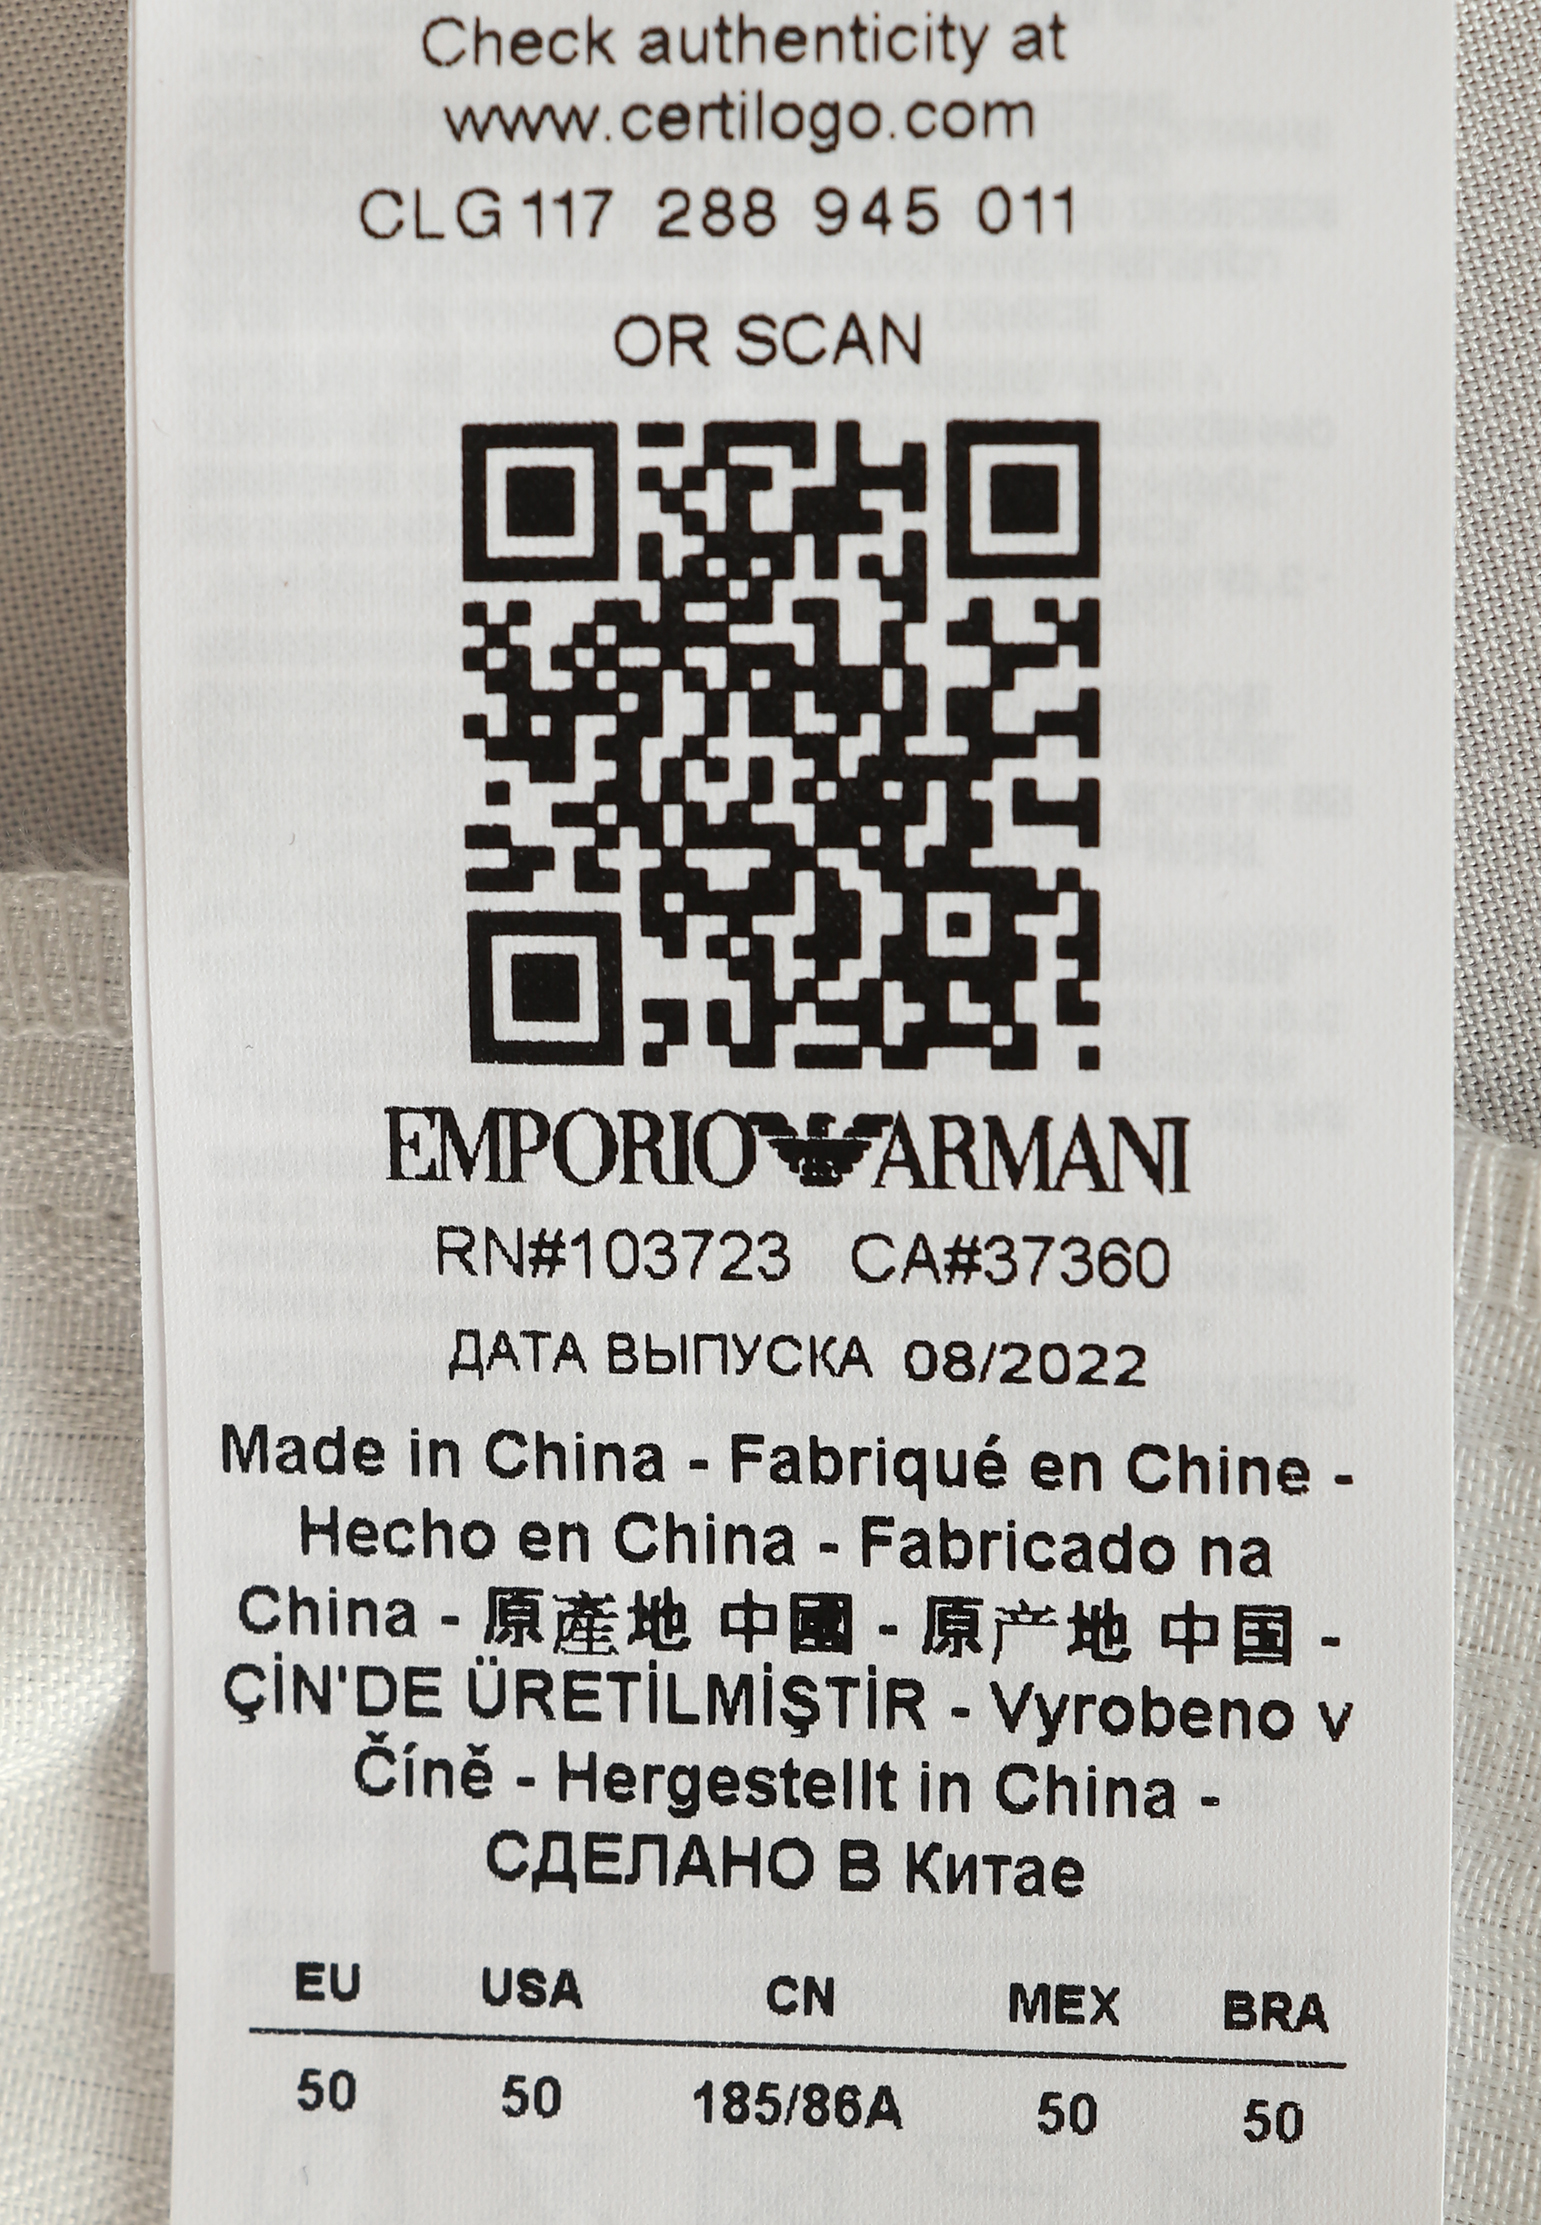 Check authenticity at
www.certilogo.com
CLG 117 288 945 011
OR SCAN
EMPORIO ARMANI
RN#103723 CA#37360
ДАТА ВЫПУСКА 08/2022
Made in China - Fabriqué en Chine -
Hecho en China - Fabricado na
China - 原產地 中國 - 原产地 中国 -
ÇİN'DE ÜRETİLMİŞTİR - Vyrobeno v
Číně - Hergestellt in China -
СДЕЛАНО В Китае
EU USA CN MEX BRA
50 50 185/86A 50 50